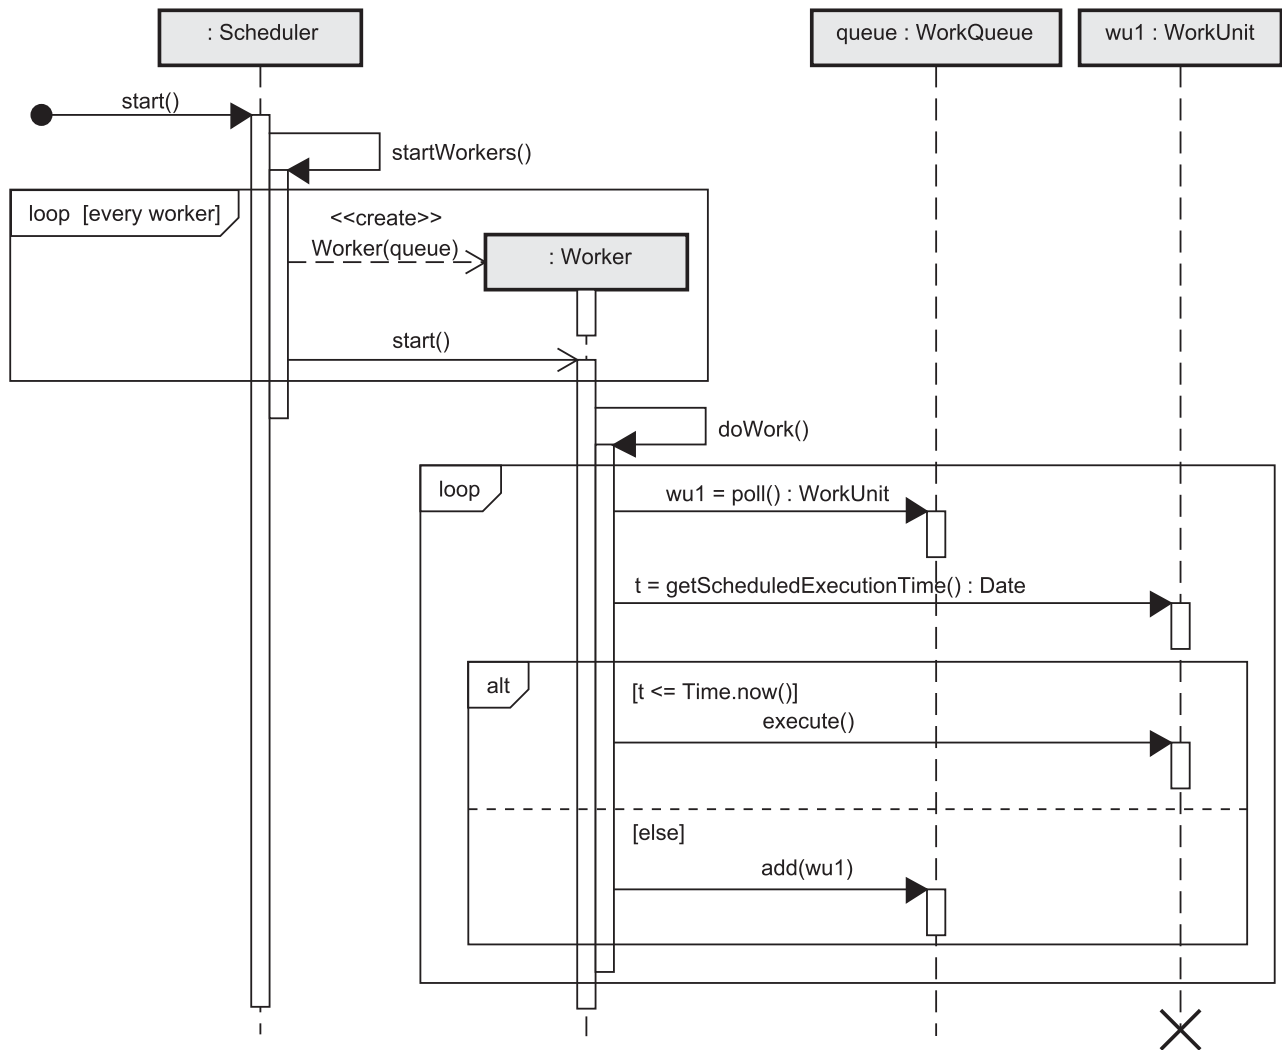 : Scheduler
queue : WorkQueue
wu1 : WorkUnit
start()
startWorkers()
loop [every worker]
<<create>>
Worker(queue)
: Worker
start()
doWork()
loop
wu1 = poll() : WorkUnit
t = getScheduledExecutionTime() : Date
alt
[t <= Time.now()]
execute()
[else]
add(wu1)